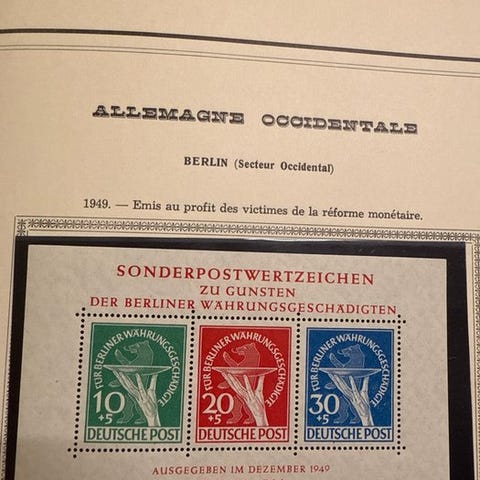 ALLEMAGNE OCCIDENTALE
BERLIN (Secteur Occidental)
1949. — Emis au profit des victimes de la réforme monétaire.
SONDERPOSTWERTZEICHEN
ZU GUNSTEN
DER BERLINER WÄHRUNGSGESCHÄDIGTEN
FÜR BERLINER WÄHRUNGSGESCHÄDIGTE
10
+5
DEUTSCHE POST
FÜR BERLINER WÄHRUNGSGESCHÄDIGTE
20
+5
DEUTSCHE POST
FÜR BERLINER WÄHRUNGSGESCHÄDIGTE
30
+5
DEUTSCHE POST
AUSGEGEBEN IM DEZEMBER 1949